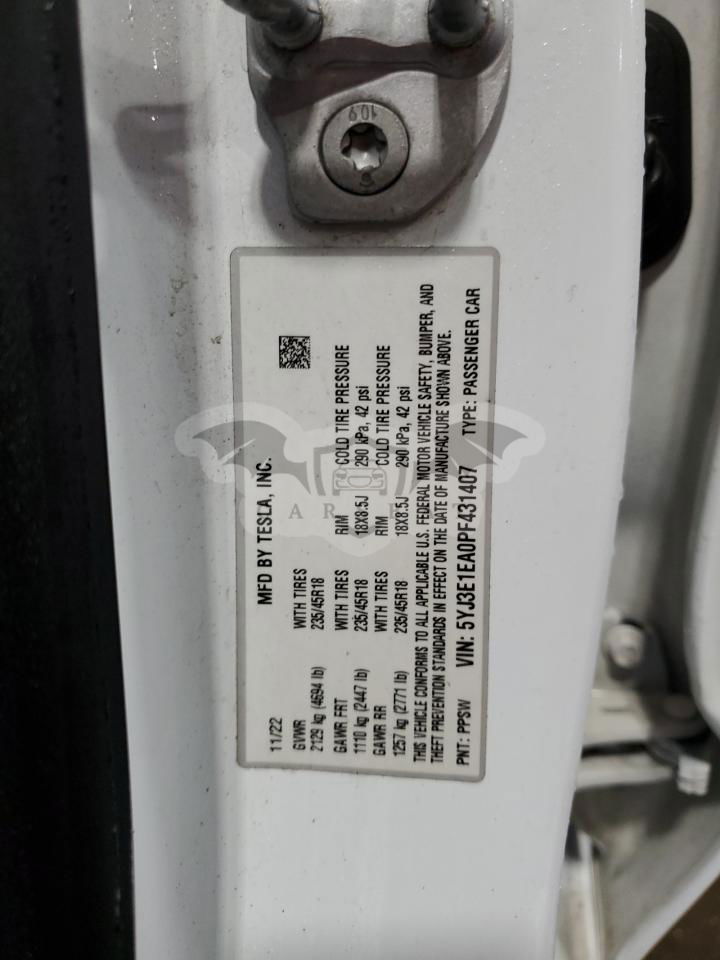 10.9
MFD BY TESLA, INC.
11/22
GVWR WITH TIRES RIM COLD TIRE PRESSURE
2129 kg (4694 lb) 235/45R18 18X8.5J 290 kPa, 42 psi
GAWR FRT WITH TIRES RIM COLD TIRE PRESSURE
1110 kg (2447 lb) 235/45R18 18X8.5J 290 kPa, 42 psi
GAWR RR WITH TIRES
1257 kg (2771 lb) 235/45R18
THIS VEHICLE CONFORMS TO ALL APPLICABLE U.S. FEDERAL MOTOR VEHICLE SAFETY, BUMPER, AND
THEFT PREVENTION STANDARDS IN EFFECT ON THE DATE OF MANUFACTURE SHOWN ABOVE.
PNT: PPSW VIN: 5YJ3E1EA0PF431407 TYPE: PASSENGER CAR